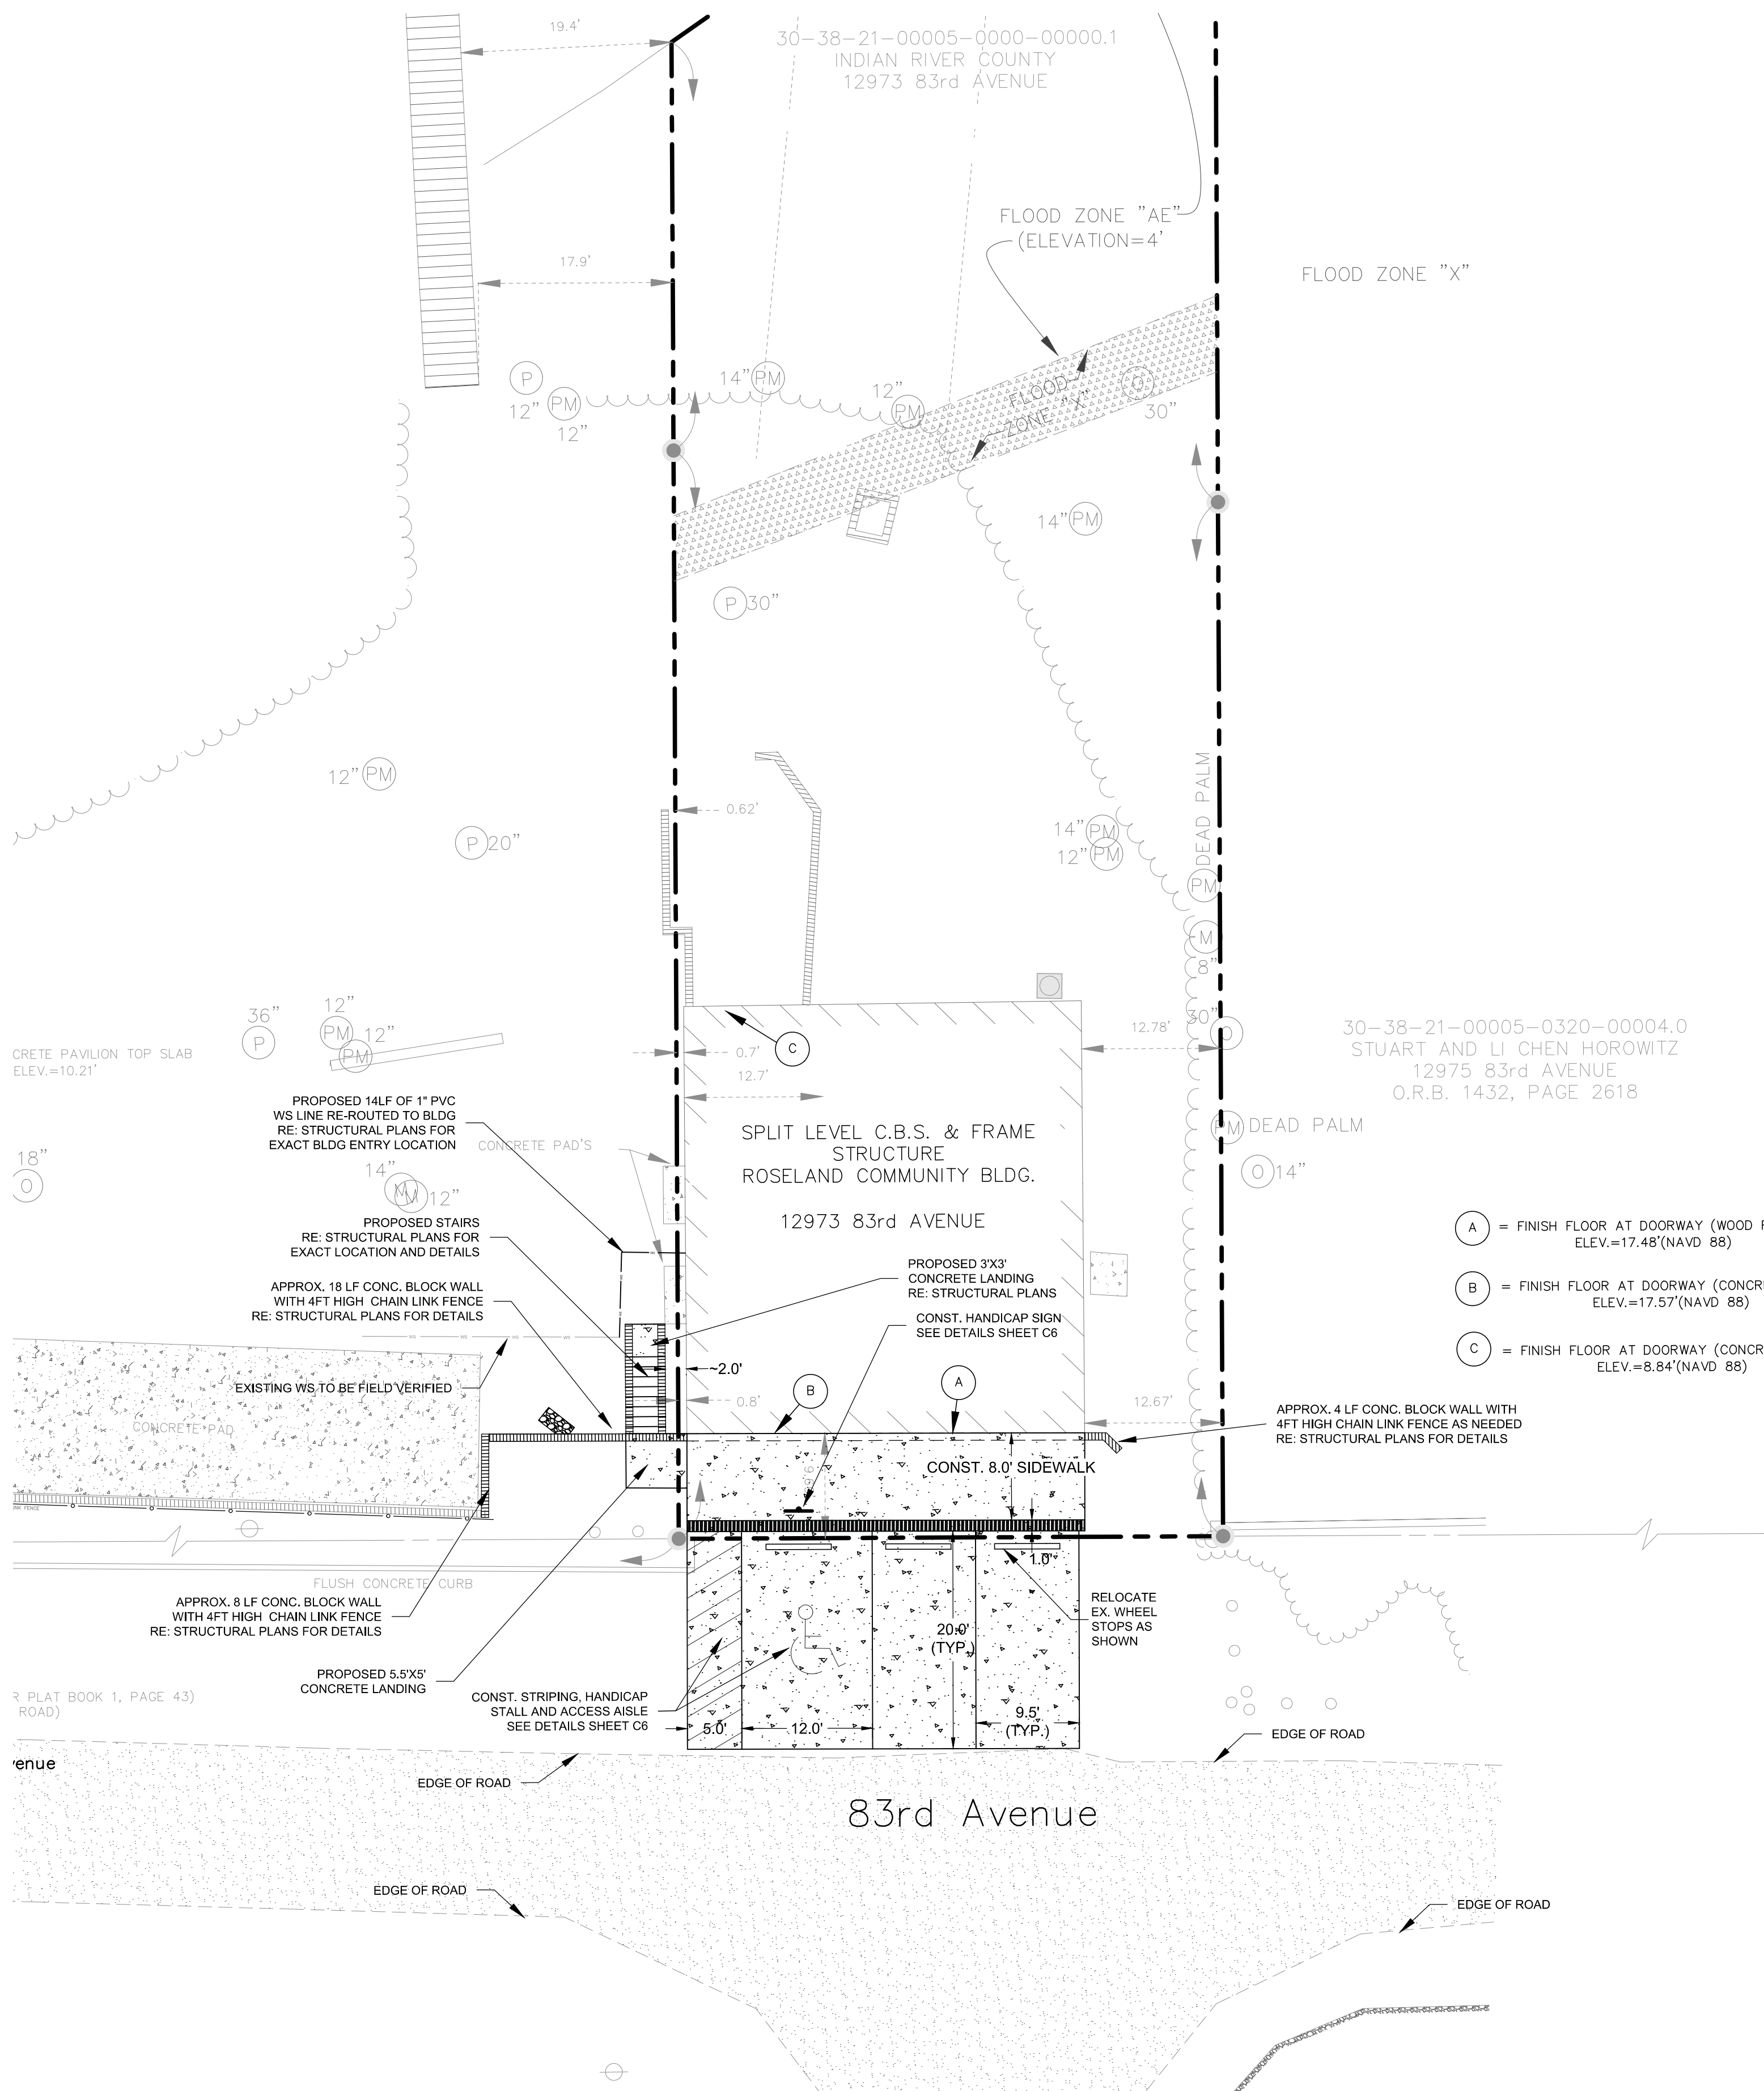 19.4'
30-38-21-00005-0000-00000.1
INDIAN RIVER COUNTY
12973 83rd AVENUE
FLOOD ZONE "AE"
(ELEVATION=4'
FLOOD ZONE "X"
17.9'
P
12"
PM
12"
14" PM
12"
PM
FLOOD
ZONE "X"
O
30"
14" PM
P 30"
12" PM
0.62'
P 20"
14" PM
12" PM
DEAD PALM
PM
M
8"
30"
O
36"
P
12"
PM
12"
PM
CRETE PAVILION TOP SLAB
ELEV.=10.21'
C
0.7'
12.7'
12.78'
30-38-21-00005-0320-00004.0
STUART AND LI CHEN HOROWITZ
12975 83rd AVENUE
O.R.B. 1432, PAGE 2618
PROPOSED 14LF OF 1" PVC
WS LINE RE-ROUTED TO BLDG
RE: STRUCTURAL PLANS FOR
EXACT BLDG ENTRY LOCATION
CONCRETE PAD'S
SPLIT LEVEL C.B.S. & FRAME
STRUCTURE
ROSELAND COMMUNITY BLDG.
12973 83rd AVENUE
PM DEAD PALM
O 14"
18"
O
14"
M
M 12"
PROPOSED STAIRS
RE: STRUCTURAL PLANS FOR
EXACT LOCATION AND DETAILS
A = FINISH FLOOR AT DOORWAY (WOOD F
ELEV.=17.48'(NAVD 88)
APPROX. 18 LF CONC. BLOCK WALL
WITH 4FT HIGH CHAIN LINK FENCE
RE: STRUCTURAL PLANS FOR DETAILS
PROPOSED 3'X3'
CONCRETE LANDING
RE: STRUCTURAL PLANS
B = FINISH FLOOR AT DOORWAY (CONCR
ELEV.=17.57'(NAVD 88)
CONST. HANDICAP SIGN
SEE DETAILS SHEET C6
WS WS WS WS
C = FINISH FLOOR AT DOORWAY (CONCR
ELEV.=8.84'(NAVD 88)
~2.0'
EXISTING WS TO BE FIELD VERIFIED
0.8'
B
A
12.67'
APPROX. 4 LF CONC. BLOCK WALL WITH
4FT HIGH CHAIN LINK FENCE AS NEEDED
RE: STRUCTURAL PLANS FOR DETAILS
CONCRETE PAD
CONST. 8.0' SIDEWALK
FENCE
1.0'
FLUSH CONCRETE CURB
APPROX. 8 LF CONC. BLOCK WALL
WITH 4FT HIGH CHAIN LINK FENCE
RE: STRUCTURAL PLANS FOR DETAILS
RELOCATE
EX. WHEEL
STOPS AS
SHOWN
20.0'
(TYP.)
PROPOSED 5.5'X5'
CONCRETE LANDING
R PLAT BOOK 1, PAGE 43)
ROAD)
CONST. STRIPING, HANDICAP
STALL AND ACCESS AISLE
SEE DETAILS SHEET C6
5.0'
12.0'
9.5'
(TYP.)
EDGE OF ROAD
venue
EDGE OF ROAD
83rd Avenue
EDGE OF ROAD
EDGE OF ROAD